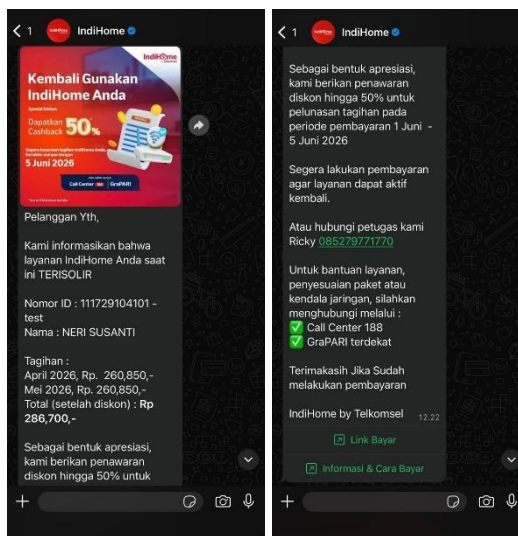 1
IndiHome
IndiHome
Kembali Gunakan
IndiHome Anda
Spesial Diskon
Dapatkan
Cashback 50%
5 Juni 2026
Call Center 188 GraPARI
Pelanggan Yth,
Kami informasikan bahwa
layanan IndiHome Anda saat
ini TERISOLIR
Nomor ID : 111729104101 -
test
Nama : NERI SUSANTI
Tagihan :
April 2026, Rp. 260,850,-
Mei 2026, Rp. 260,850,-
Total (setelah diskon) : Rp
286,700,-
Sebagai bentuk apresiasi,
kami berikan penawaran
diskon hingga 50% untuk
1
IndiHome
Sebagai bentuk apresiasi,
kami berikan penawaran
diskon hingga 50% untuk
pelunasan tagihan pada
periode pembayaran 1 Juni -
5 Juni 2026
Segera lakukan pembayaran
agar layanan dapat aktif
kembali.
Atau hubungi petugas kami
Ricky 085279771770
Untuk bantuan layanan,
penyesuaian paket atau
kendala jaringan, silahkan
menghubungi melalui :
✅ Call Center 188
✅ GraPARI terdekat
Terimakasih Jika Sudah
melakukan pembayaran
IndiHome by Telkomsel 12.22
Link Bayar
Informasi & Cara Bayar